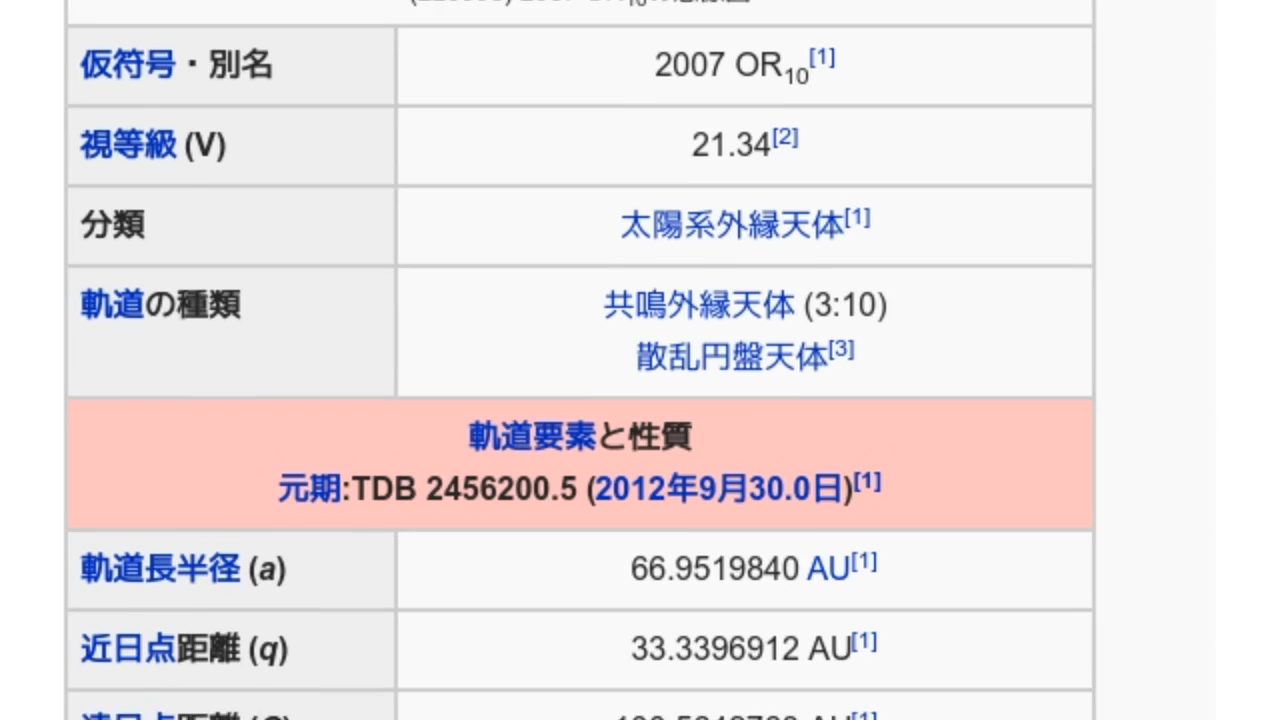 仮符号・別名 2007 OR10[1]
視等級 (V) 21.34[2]
分類 太陽系外縁天体[1]
軌道の種類 共鳴外縁天体 (3:10)
散乱円盤天体[3]
軌道要素と性質
元期:TDB 2456200.5 (2012年9月30.0日)[1]
軌道長半径 (a) 66.9519840 AU[1]
近日点距離 (q) 33.3396912 AU[1]